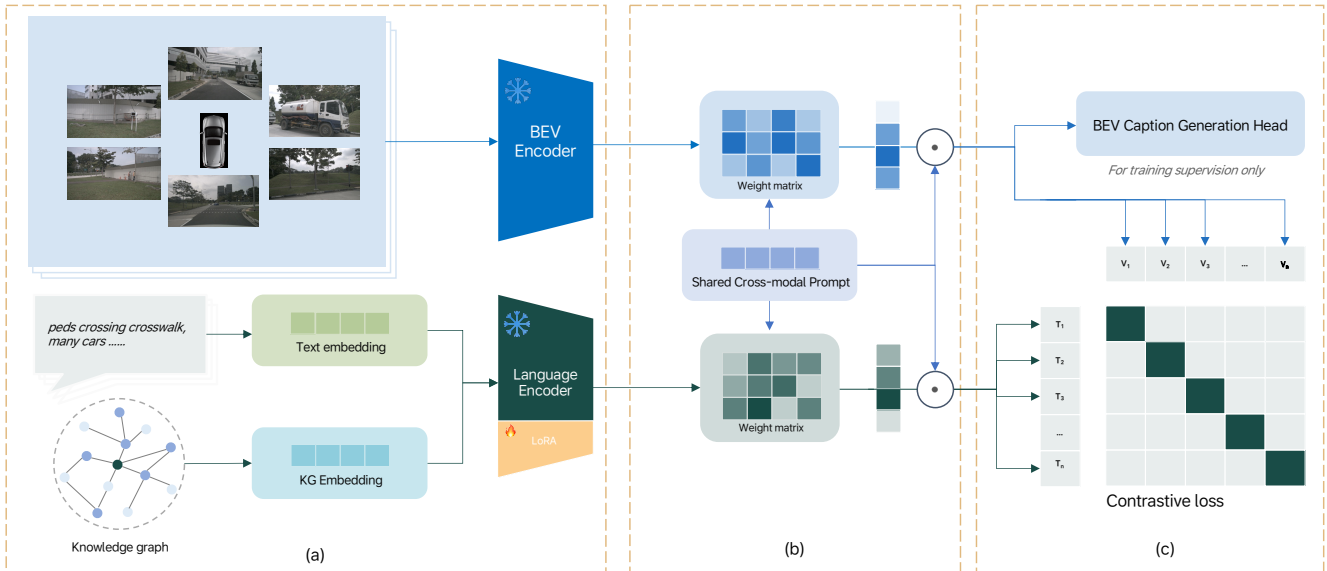 BEV
Encoder
peds crossing crosswalk,
many cars ......
Text embedding
Language
Encoder
LoRA
KG Embedding
Knowledge graph
(a)
Weight matrix
Shared Cross-modal Prompt
Weight matrix
(b)
BEV Caption Generation Head
For training supervision only
V1
V2
V3
...
Vn
T1
T2
T3
...
Tn
Contrastive loss
(c)